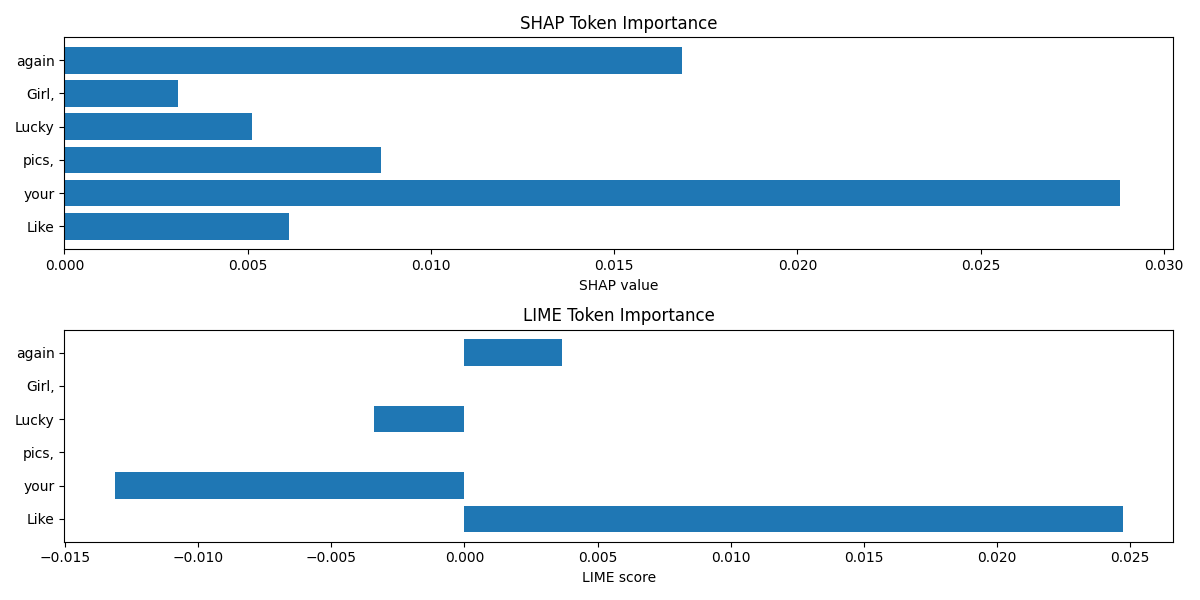 SHAP Token Importance
again
Girl,
Lucky
pics,
your
Like
0.000 0.005 0.010 0.015 0.020 0.025 0.030
SHAP value
LIME Token Importance
again
Girl,
Lucky
pics,
your
Like
−0.015 −0.010 −0.005 0.000 0.005 0.010 0.015 0.020 0.025
LIME score